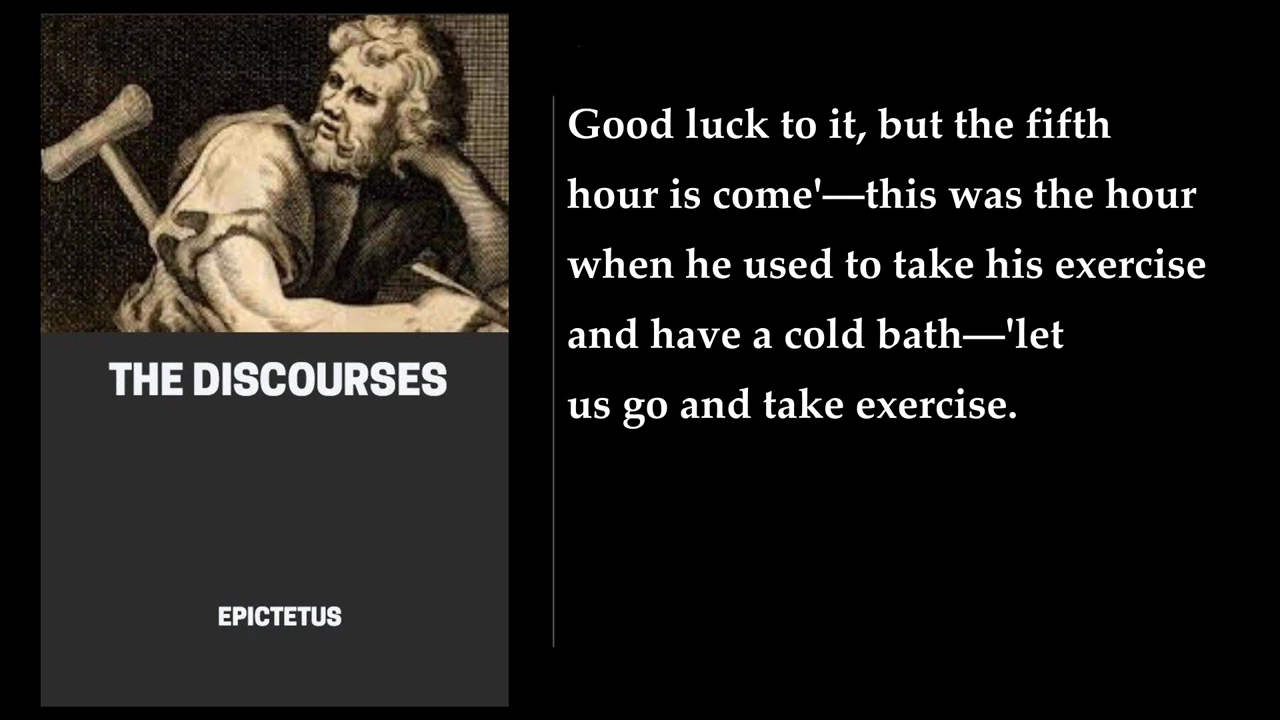 THE DISCOURSES
EPICTETUS
Good luck to it, but the fifth
hour is come'—this was the hour
when he used to take his exercise
and have a cold bath—'let
us go and take exercise.